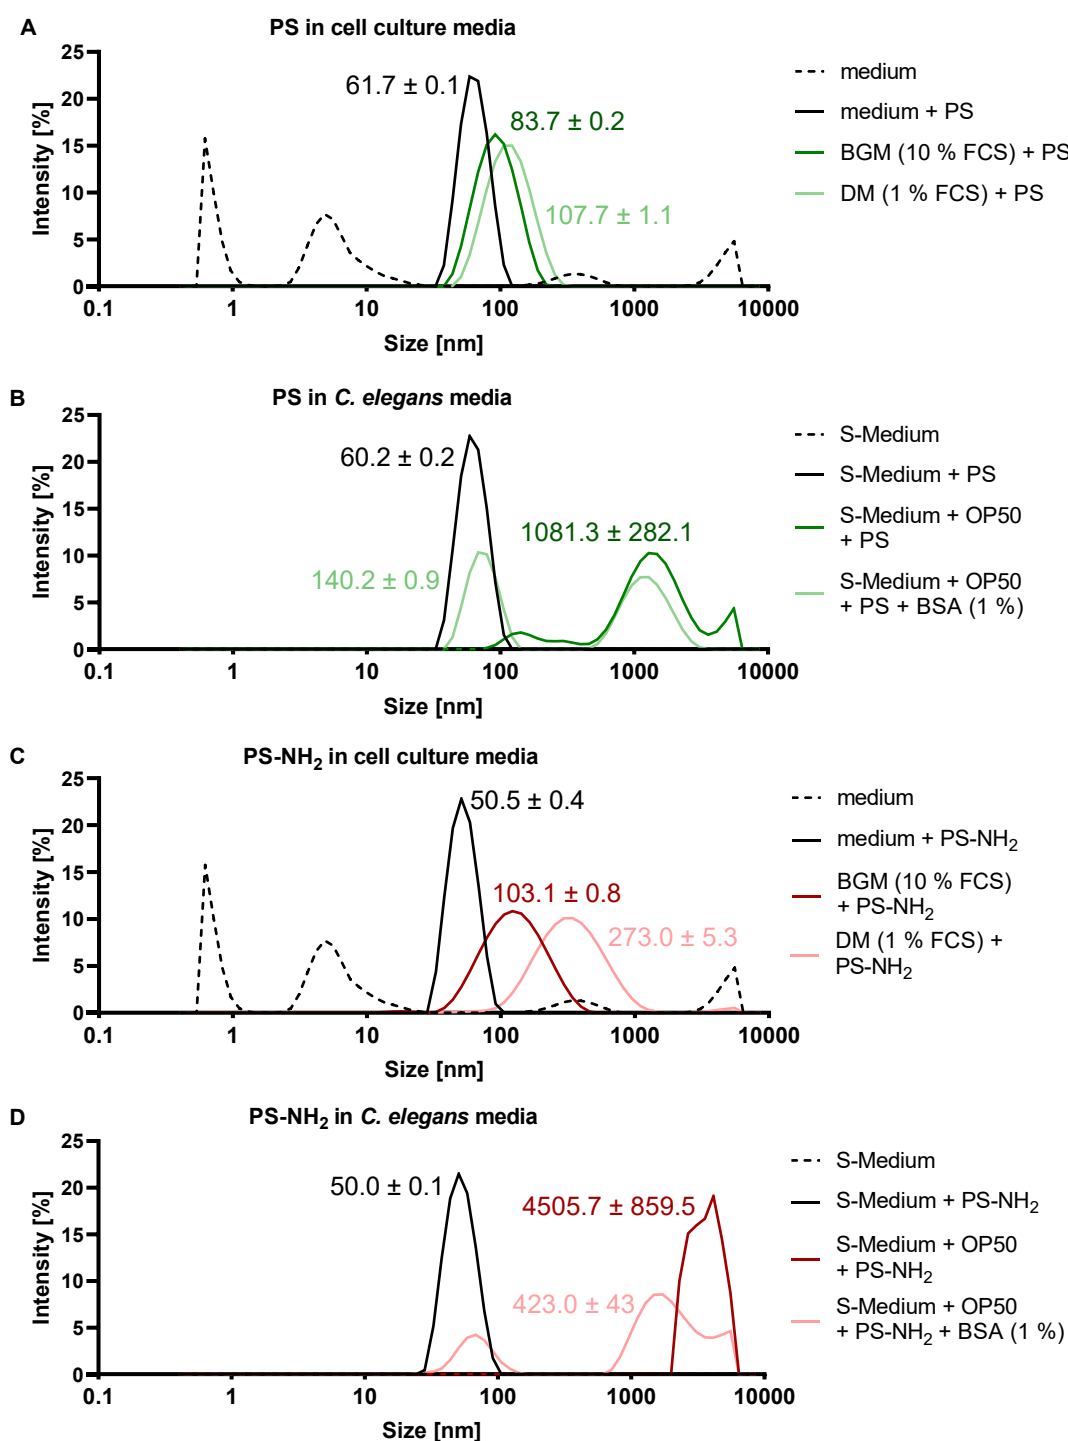 A
PS in cell culture media
25
20
15
10
5
0
Intensity [%]
61.7 ± 0.1
83.7 ± 0.2
107.7 ± 1.1
0.1 1 10 100 1000 10000
Size [nm]
medium
medium + PS
BGM (10 % FCS) + PS
DM (1 % FCS) + PS
B
PS in C. elegans media
25
20
15
10
5
0
Intensity [%]
60.2 ± 0.2
1081.3 ± 282.1
140.2 ± 0.9
0.1 1 10 100 1000 10000
Size [nm]
S-Medium
S-Medium + PS
S-Medium + OP50
+ PS
S-Medium + OP50
+ PS + BSA (1 %)
C
PS-NH₂ in cell culture media
25
20
15
10
5
0
Intensity [%]
50.5 ± 0.4
103.1 ± 0.8
273.0 ± 5.3
0.1 1 10 100 1000 10000
Size [nm]
medium
medium + PS-NH₂
BGM (10 % FCS)
+ PS-NH₂
DM (1 % FCS) +
PS-NH₂
D
PS-NH₂ in C. elegans media
25
20
15
10
5
0
Intensity [%]
50.0 ± 0.1
4505.7 ± 859.5
423.0 ± 43
0.1 1 10 100 1000 10000
Size [nm]
S-Medium
S-Medium + PS-NH₂
S-Medium + OP50
+ PS-NH₂
S-Medium + OP50
+ PS-NH₂ + BSA (1 %)